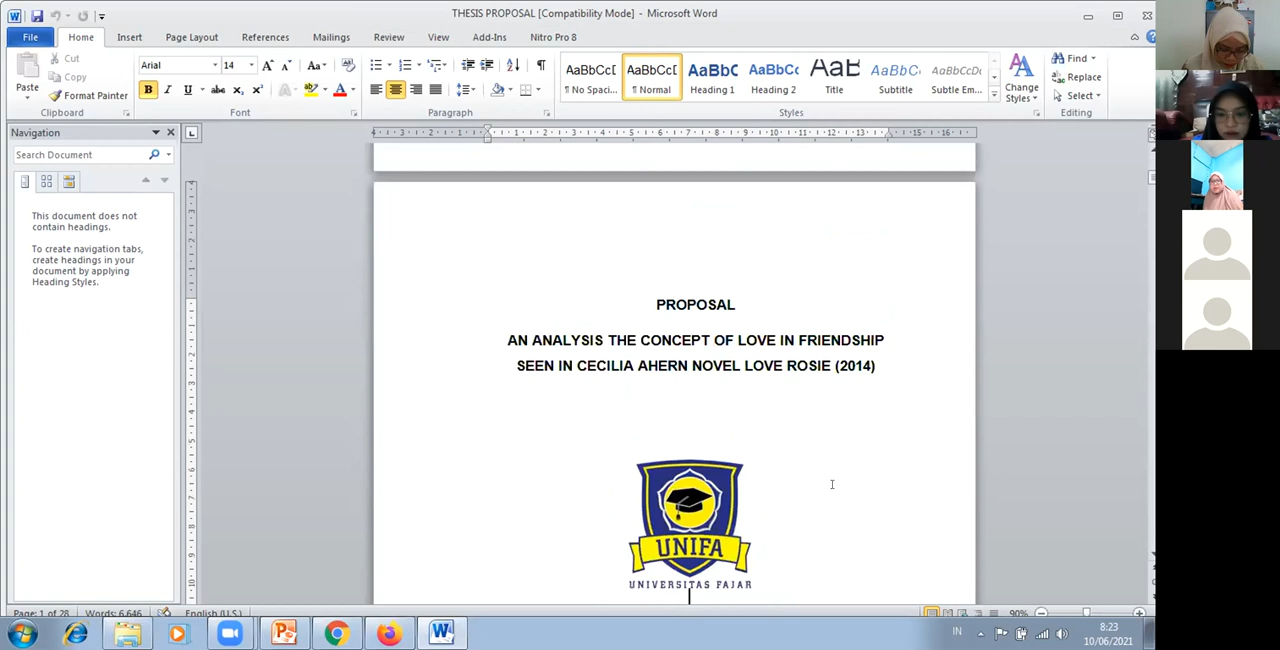 THESIS PROPOSAL [Compatibility Mode] - Microsoft Word
File Home Insert Page Layout References Mailings Review View Add-Ins Nitro Pro 8
Paste
Cut
Copy
Format Painter
Clipboard
Arial 14
Font
Paragraph
AaBbCcD AaBbCcD AaBbC AaBbCc AaB AaBbC AaBbCcDc
¶ No Spaci... ¶ Normal Heading 1 Heading 2 Title Subtitle Subtle Em...
Styles
Change Styles
Find
Replace
Select
Editing
Navigation
Search Document
This document does not
contain headings.
To create navigation tabs,
create headings in your
document by applying
Heading Styles.
PROPOSAL
AN ANALYSIS THE CONCEPT OF LOVE IN FRIENDSHIP
SEEN IN CECILIA AHERN NOVEL LOVE ROSIE (2014)
UNIFA
UNIVERSITAS FAJAR
Page: 1 of 28 Words: 6,646 English (U.S.) 90%
IN
8:23
10/06/2021